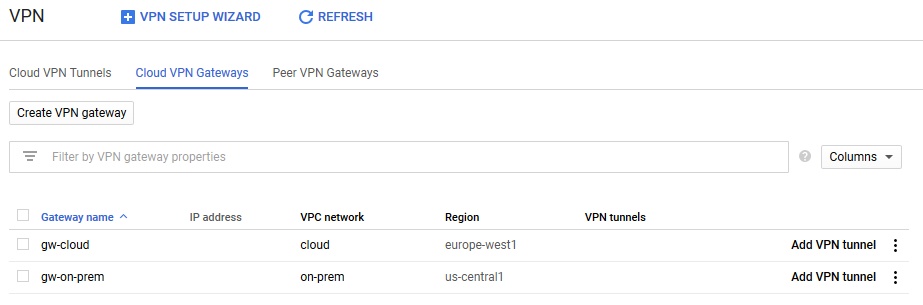 VPN VPN SETUP WIZARD REFRESH
Cloud VPN Tunnels Cloud VPN Gateways Peer VPN Gateways
Create VPN gateway
Filter by VPN gateway properties ? Columns
Gateway name IP address VPC network Region VPN tunnels
gw-cloud cloud europe-west1 Add VPN tunnel
gw-on-prem on-prem us-central1 Add VPN tunnel